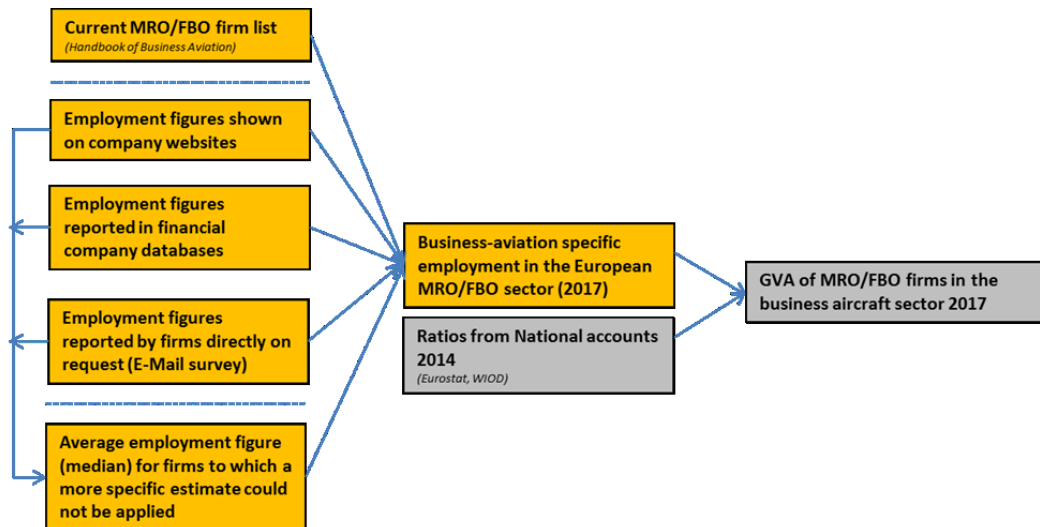 Current MRO/FBO firm list
(Handbook of Business Aviation)
Employment figures shown
on company websites
Employment figures
reported in financial
company databases
Employment figures
reported by firms directly on
request (E-Mail survey)
Average employment figure
(median) for firms to which a
more specific estimate could
not be applied
Business-aviation specific
employment in the European
MRO/FBO sector (2017)
Ratios from National accounts
2014
(Eurostat, WIOD)
GVA of MRO/FBO firms in the
business aircraft sector 2017